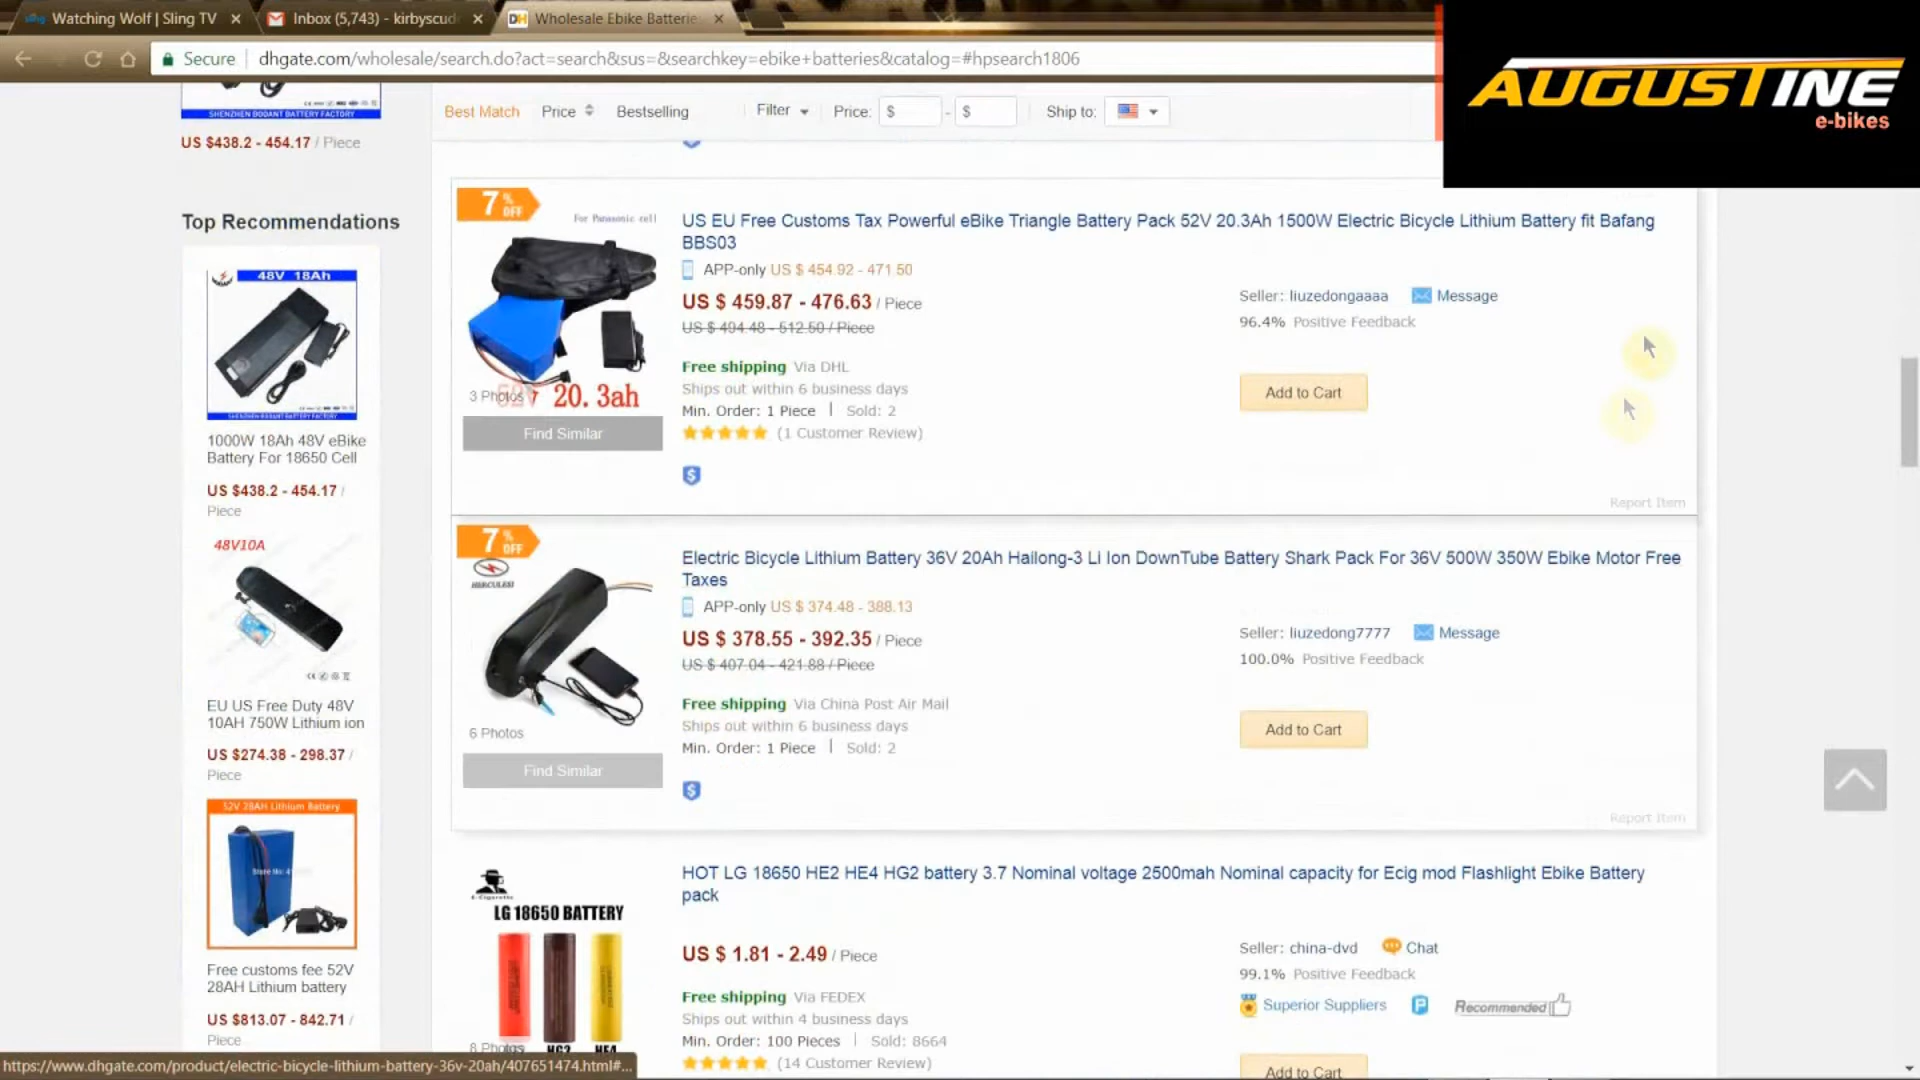 Watching Wolf | Sling TV
Inbox (5,743) - kirbyscud
Wholesale Ebike Batterie
Secure
dhgate.com/wholesale/search.do?act=search&sus=&searchkey=ebike+batteries&catalog=#hpsearch1806
AUGUSTINE
e-bikes
SHENZHEN BODANT BATTERY FACTORY
US $438.2 - 454.17 / Piece
Best Match
Price
Bestselling
Filter
Price: $ - $
Ship to:
Top Recommendations
48V 18Ah
SHENZHEN BODANT BATTERY FACTORY
1000W 18Ah 48V eBike
Battery For 18650 Cell
US $438.2 - 454.17 /
Piece
48V10A
EU US Free Duty 48V
10AH 750W Lithium ion
US $274.38 - 298.37 /
Piece
52V 28AH Lithium Battery
Free customs fee 52V
28AH Lithium battery
US $813.07 - 842.71 /
Piece
7% OFF
For Panasonic cell
52V 20.3ah
3 Photos
Find Similar
US EU Free Customs Tax Powerful eBike Triangle Battery Pack 52V 20.3Ah 1500W Electric Bicycle Lithium Battery fit Bafang
BBS03
APP-only US $ 454.92 - 471.50
US $ 459.87 - 476.63 / Piece
US $ 494.48 - 512.50 / Piece
Free shipping Via DHL
Ships out within 6 business days
Min. Order: 1 Piece | Sold: 2
(1 Customer Review)
Seller: liuzedongaaaa Message
96.4% Positive Feedback
Add to Cart
Report Item
7% OFF
HERCULESI
6 Photos
Find Similar
Electric Bicycle Lithium Battery 36V 20Ah Hailong-3 Li Ion DownTube Battery Shark Pack For 36V 500W 350W Ebike Motor Free
Taxes
APP-only US $ 374.48 - 388.13
US $ 378.55 - 392.35 / Piece
US $ 407.04 - 421.88 / Piece
Free shipping Via China Post Air Mail
Ships out within 6 business days
Min. Order: 1 Piece | Sold: 2
Seller: liuzedong7777 Message
100.0% Positive Feedback
Add to Cart
Report Item
E-Cigarette
LG 18650 BATTERY
HG2 HE4
8 Photos
HOT LG 18650 HE2 HE4 HG2 battery 3.7 Nominal voltage 2500mah Nominal capacity for Ecig mod Flashlight Ebike Battery
pack
US $ 1.81 - 2.49 / Piece
Free shipping Via FEDEX
Ships out within 4 business days
Min. Order: 100 Pieces | Sold: 8664
(14 Customer Review)
Seller: china-dvd Chat
99.1% Positive Feedback
Superior Suppliers P Recommended
Add to Cart
https://www.dhgate.com/product/electric-bicycle-lithium-battery-36v-20ah/407651474.html#...